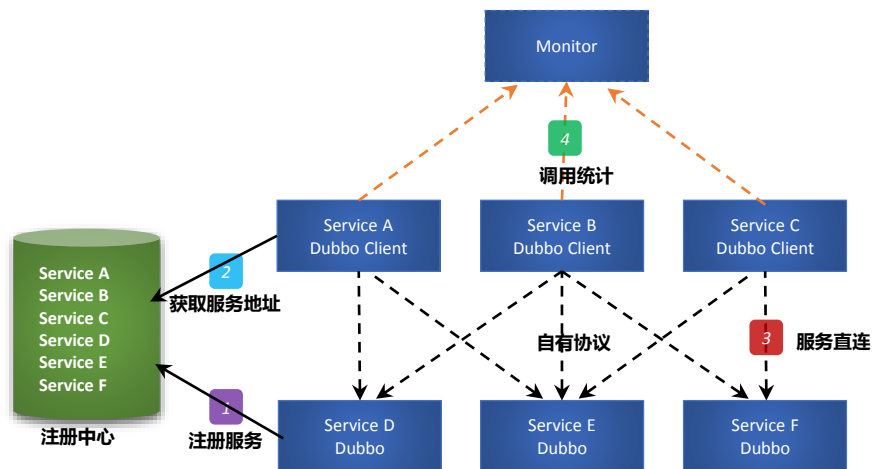 Monitor
4
调用统计
Service A
Dubbo Client
Service B
Dubbo Client
Service C
Dubbo Client
Service A
Service B
Service C
Service D
Service E
Service F
注册中心
2
获取服务地址
自有协议
3
服务直连
1
注册服务
Service D
Dubbo
Service E
Dubbo
Service F
Dubbo